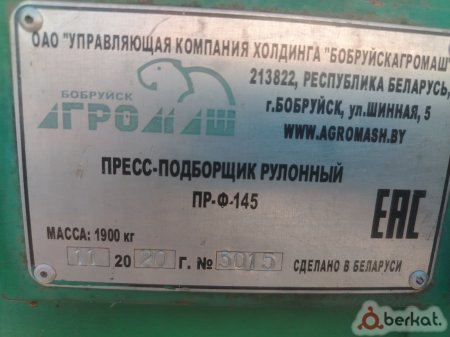 ОАО "УПРАВЛЯЮЩАЯ КОМПАНИЯ ХОЛДИНГА "БОБРУЙСКАГРОМАШ"
213822, РЕСПУБЛИКА БЕЛАРУСЬ,
г.БОБРУЙСК, ул.ШИННАЯ, 5
WWW.AGROMASH.BY
БОБРУЙСК
АГРОМАШ
ПРЕСС-ПОДБОРЩИК РУЛОННЫЙ
ПР-Ф-145
EAC
МАССА: 1900 кг
11 20 20 г. № 5015 СДЕЛАНО В БЕЛАРУСИ
berkat.